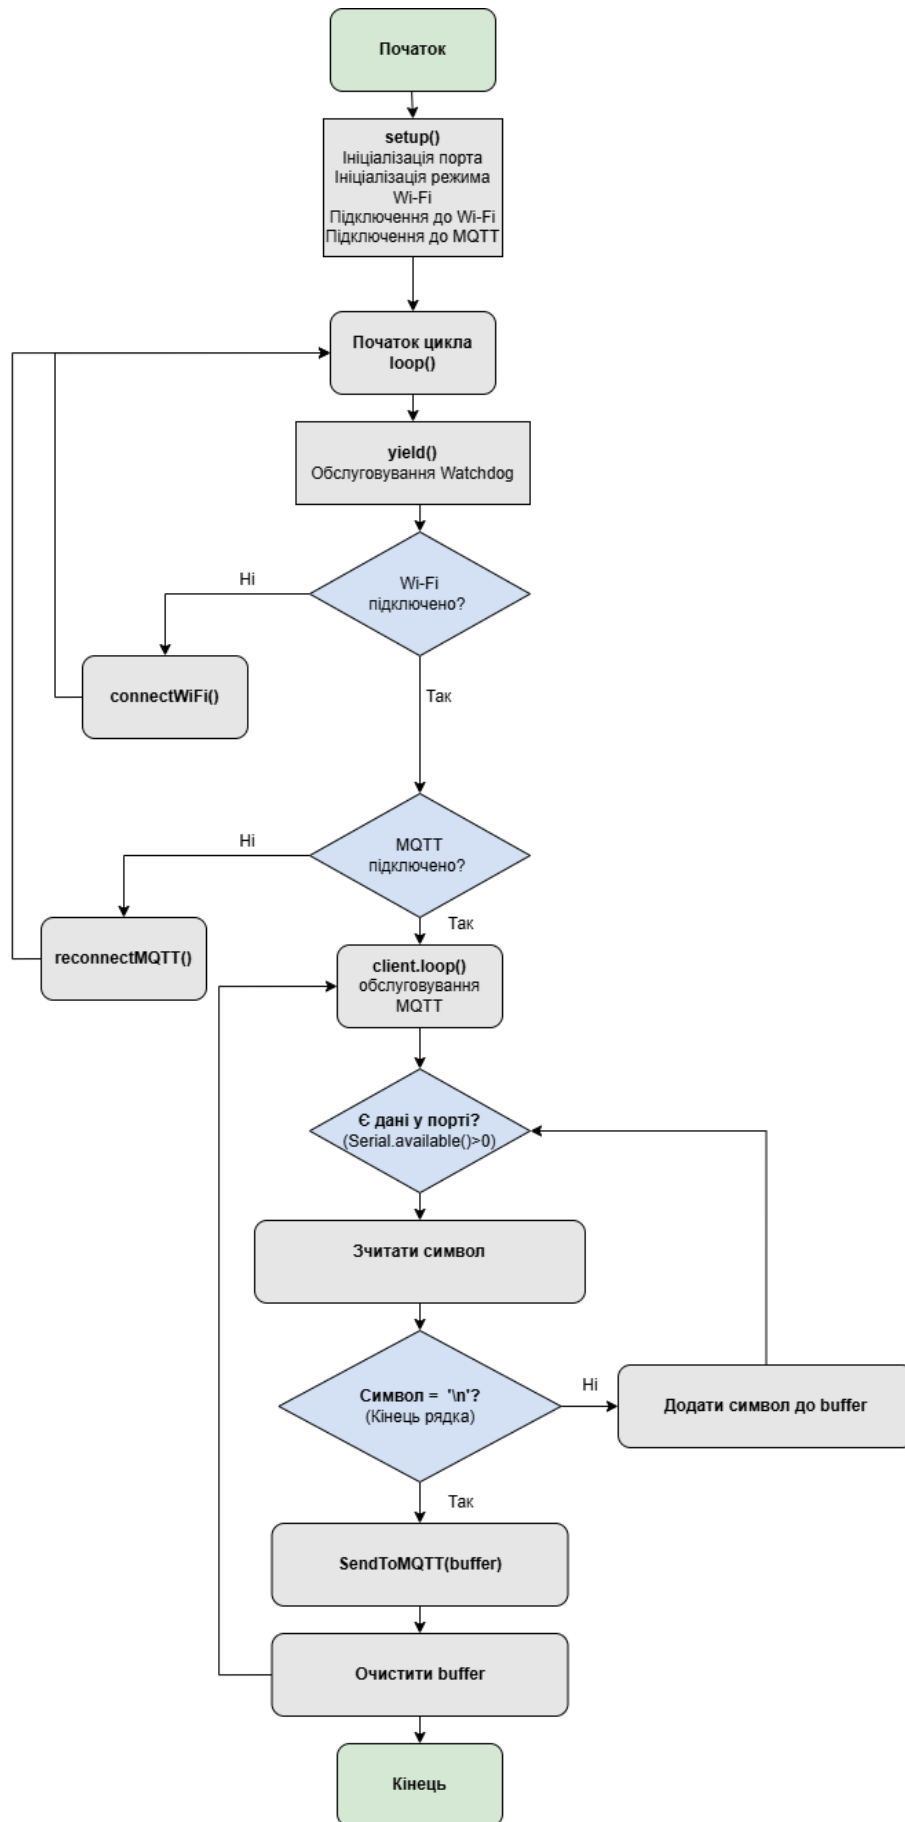 Початок
setup()
Ініціалізація порта
Ініціалізація режима
Wi-Fi
Підключення до Wi-Fi
Підключення до MQTT
Початок цикла
loop()
yield()
Обслуговування Watchdog
Wi-Fi
підключено?
Ні
Так
connectWiFi()
MQTT
підключено?
Ні
Так
reconnectMQTT()
client.loop()
обслуговування
MQTT
Є дані у порті?
(Serial.available()>0)
Зчитати символ
Символ = '\n'?
(Кінець рядка)
Ні
Додати символ до buffer
Так
SendToMQTT(buffer)
Очистити buffer
Кінець